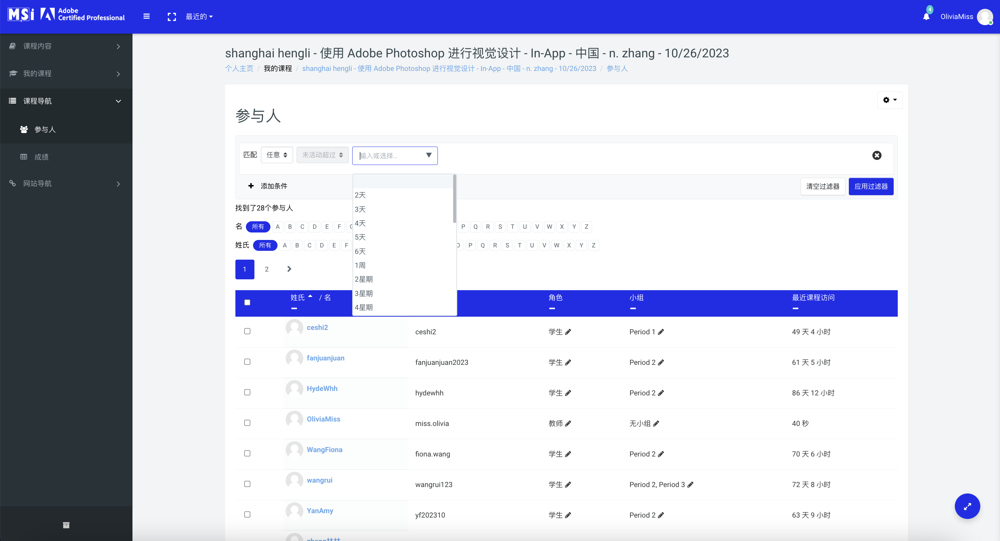 MSi Adobe Certified Professional
最近的
4
OliviaMiss
课程内容
我的课程
课程导航
参与人
成绩
网站导航
shanghai hengli - 使用 Adobe Photoshop 进行视觉设计 - In-App - 中国 - n. zhang - 10/26/2023
个人主页 / 我的课程 / shanghai hengli - 使用 Adobe Photoshop 进行视觉设计 - In-App - 中国 - n. zhang - 10/26/2023 / 参与人
参与人
匹配 任意 未活动超过 输入或选择...
添加条件
清空过滤器 应用过滤器
2天
3天
4天
5天
6天
1周
2星期
3星期
4星期
找到了28个参与人
名 所有 A B C D E F P Q R S T U V W X Y Z
姓氏 所有 A B C D E F P Q R S T U V W X Y Z
1 2
姓氏 / 名 角色 小组 最近课程访问
ceshi2 ceshi2 学生 Period 1 49 天 4 小时
fanjuanjuan fanjuanjuan2023 学生 Period 2 61 天 5 小时
HydeWhh hydewhh 学生 Period 2 86 天 12 小时
OliviaMiss miss.olivia 教师 无小组 40 秒
WangFiona fiona.wang 学生 Period 2 70 天 6 小时
wangrui wangrui123 学生 Period 2, Period 3 72 天 8 小时
YanAmy yf202310 学生 Period 2 63 天 9 小时